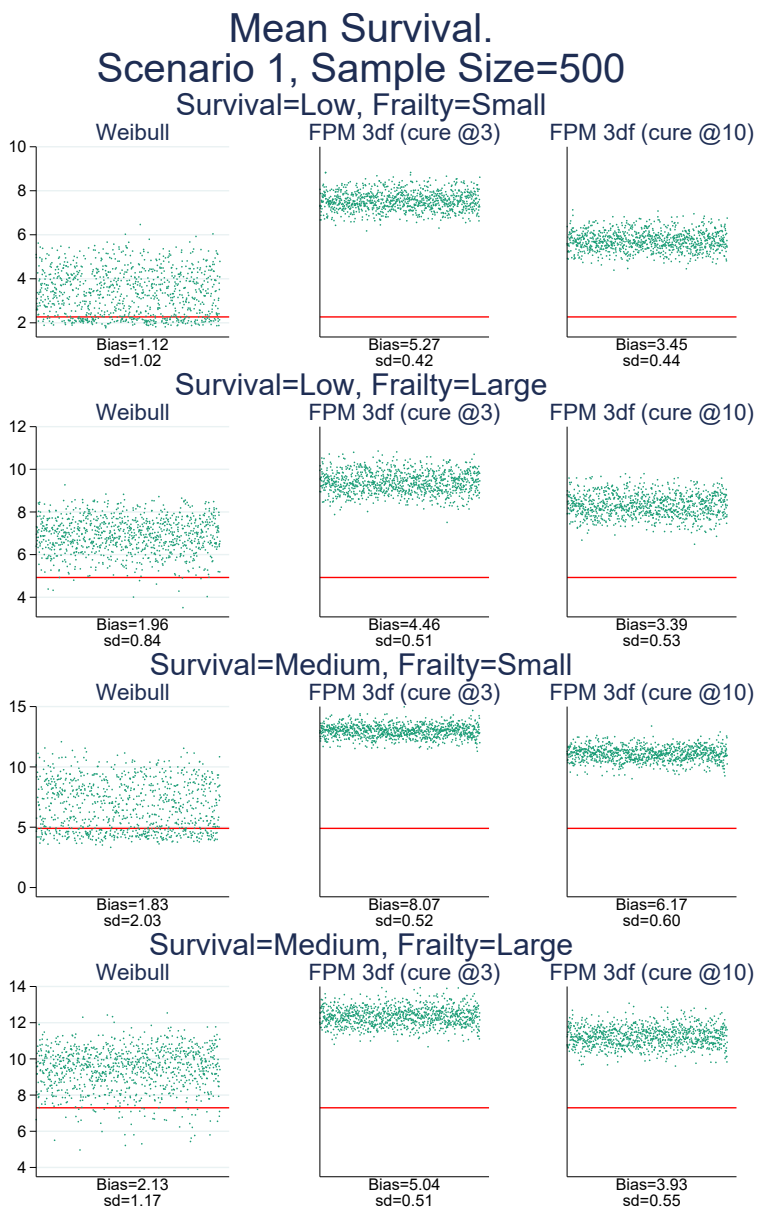 Mean Survival.
Scenario 1, Sample Size=500
Survival=Low, Frailty=Small
Weibull
FPM 3df (cure @3)
FPM 3df (cure @10)
10
8
6
4
2
Bias=1.12
sd=1.02
Bias=5.27
sd=0.42
Bias=3.45
sd=0.44
Survival=Low, Frailty=Large
Weibull
FPM 3df (cure @3)
FPM 3df (cure @10)
12
10
8
6
4
Bias=1.96
sd=0.84
Bias=4.46
sd=0.51
Bias=3.39
sd=0.53
Survival=Medium, Frailty=Small
Weibull
FPM 3df (cure @3)
FPM 3df (cure @10)
15
10
5
0
Bias=1.83
sd=2.03
Bias=8.07
sd=0.52
Bias=6.17
sd=0.60
Survival=Medium, Frailty=Large
Weibull
FPM 3df (cure @3)
FPM 3df (cure @10)
14
12
10
8
6
4
Bias=2.13
sd=1.17
Bias=5.04
sd=0.51
Bias=3.93
sd=0.55